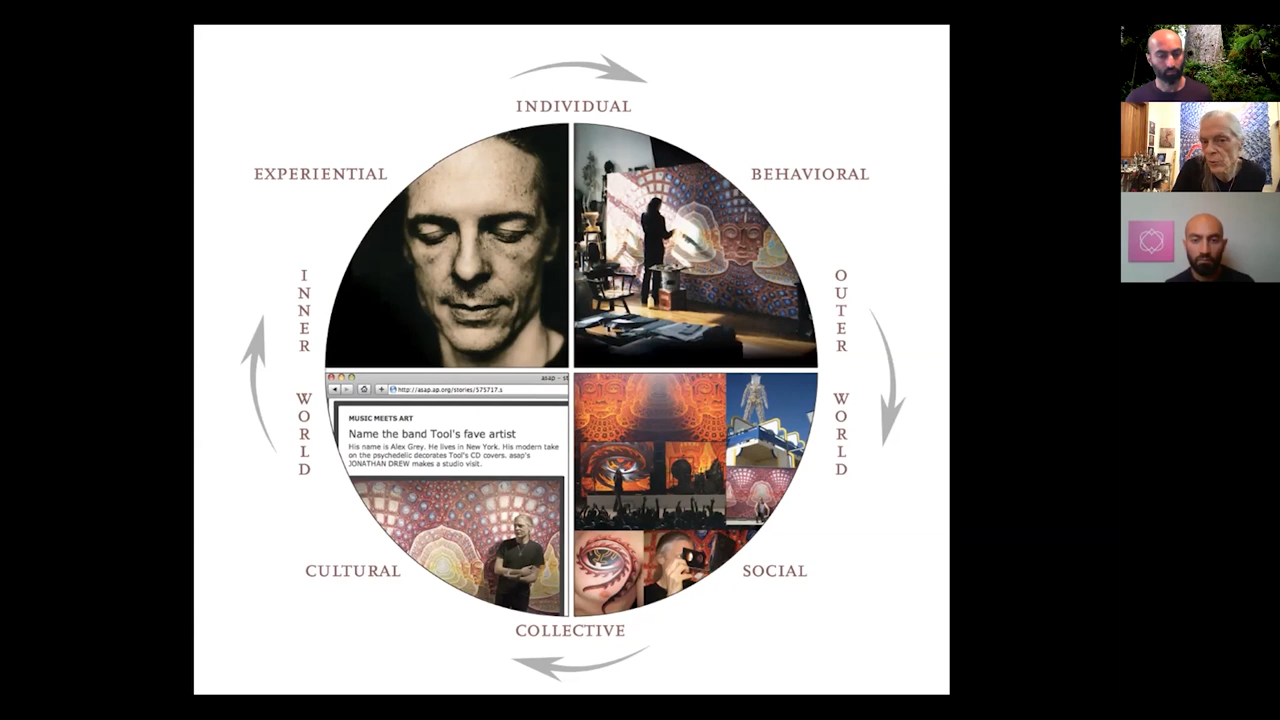 INDIVIDUAL
EXPERIENTIAL
BEHAVIORAL
INNER WORLD
OUTER WORLD
asap – st
http://asap.ap.org/stories/575717.s
MUSIC MEETS ART
Name the band Tool's fave artist
His name is Alex Grey. He lives in New York. His modern take
on the psychedelic decorates Tool's CD covers. asap's
JONATHAN DREW makes a studio visit.
CULTURAL
SOCIAL
COLLECTIVE